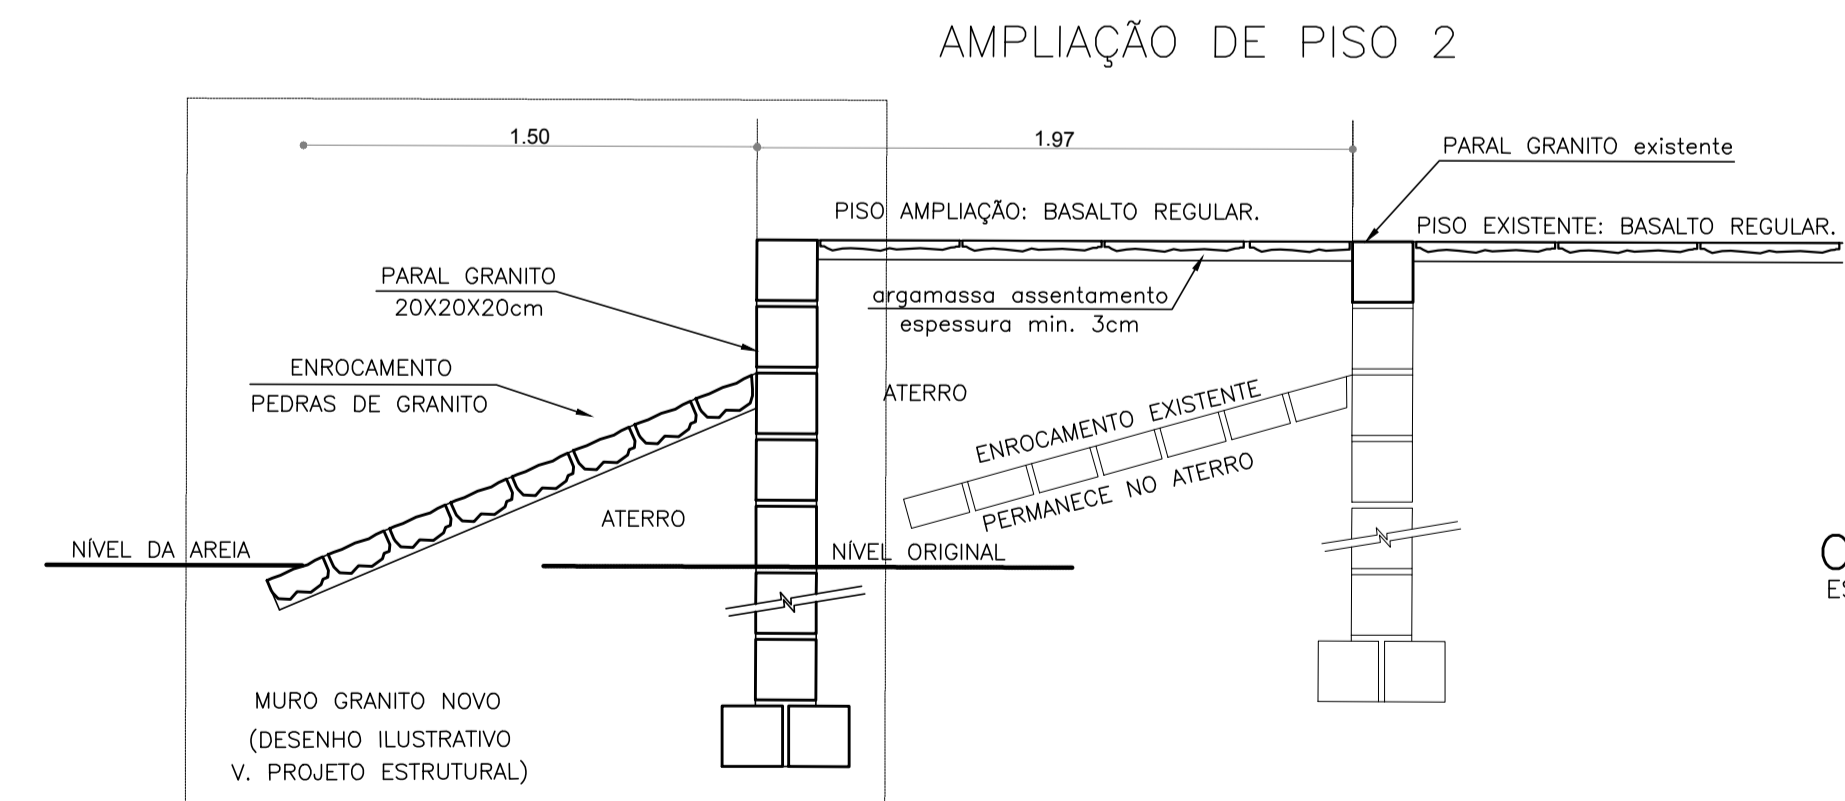 AMPLIAÇÃO DE PISO 2
1.50
1.97
PARAL GRANITO existente
PISO AMPLIAÇÃO: BASALTO REGULAR.
PISO EXISTENTE: BASALTO REGULAR.
PARAL GRANITO
20X20X20cm
argamassa assentamento
espessura min. 3cm
ENROCAMENTO
PEDRAS DE GRANITO
ATERRO
ENROCAMENTO EXISTENTE
PERMANECE NO ATERRO
ATERRO
NÍVEL DA AREIA
NÍVEL ORIGINAL
MURO GRANITO NOVO
(DESENHO ILUSTRATIVO
V. PROJETO ESTRUTURAL)